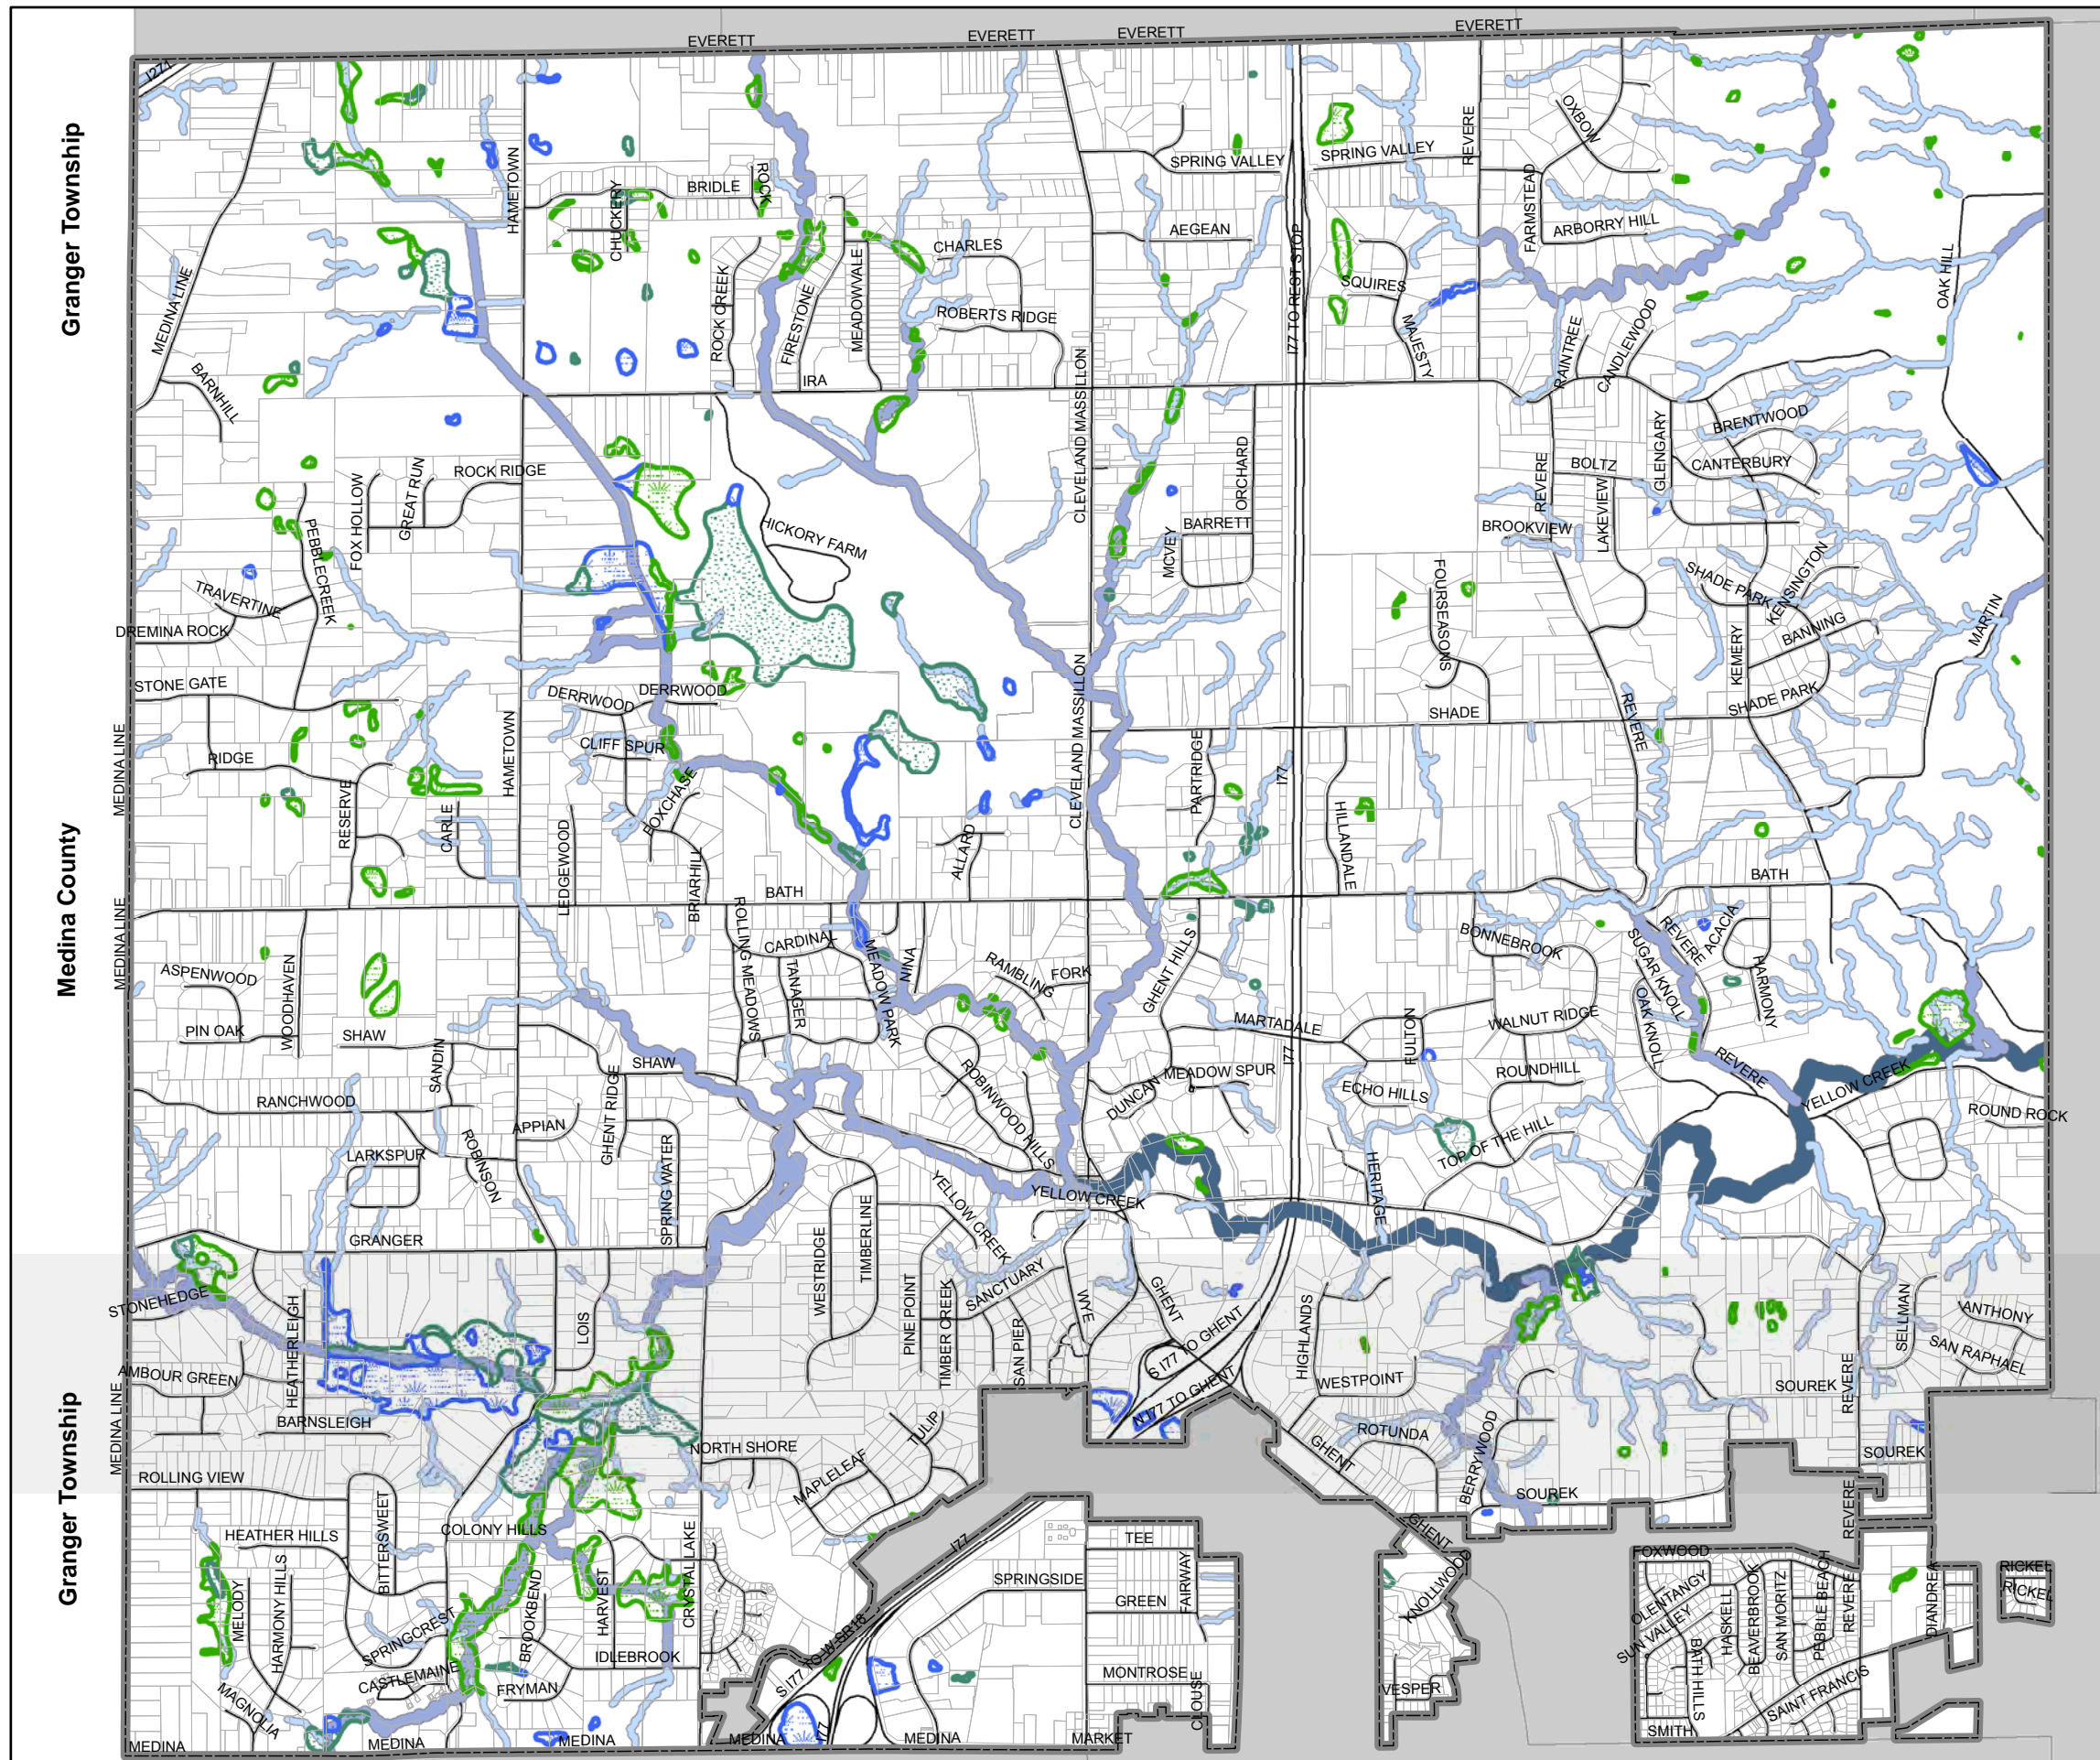 EVERETT
EVERETT
EVERETT
EVERETT
I271
Granger Township
Medina County
Granger Township
MEDINA LINE
HAMETOWN
CHUCKERY
BRIDLE
ROCK
SPRING VALLEY
SPRING VALLEY
REVERE
OXBOW
FARMSTEAD
ARBORRY HILL
AEGEAN
CHARLES
I77 TO REST STOP
SQUIRES
MAJESTY
OAK HILL
ROCK CREEK
FIRESTONE
MEADOWVALE
ROBERTS RIDGE
RAINTREE
CANDLEWOOD
IRA
BARNHILL
CLEVELAND MASSILLON
ORCHARD
BRENTWOOD
GLENGARY
BOLTZ
CANTERBURY
REVERE
LAKEVIEW
BROOKVIEW
ROCK RIDGE
GREAT RUN
FOX HOLLOW
PEBBLECREEK
HICKORY FARM
MCVEY
BARRETT
FOURSEASONS
SHADE PARK
KENSINGTON
BANNING
KEMERY
MARTIN
TRAVERTINE
DREMINA ROCK
STONE GATE
DERRWOOD
DERRWOOD
CLIFF SPUR
CLEVELAND MASSILLON
SHADE
SHADE PARK
REVERE
MEDINA LINE
RIDGE
HAMETOWN
FOXCHASE
PARTRIDGE
I77
HILLANDALE
RESERVE
CARLE
LEDGEWOOD
BRIARHILL
ALLARD
BATH
BATH
MEDINA LINE
ROLLING MEADOWS
CARDINAL
MEADOW PARK
NINA
TANAGER
RAMBLING
FORK
GHENT HILLS
BONNEBROOK
SUGAR KNOLL
REVERE
ACACIA
HARMONY
ASPENWOOD
WOODHAVEN
PIN OAK
SHAW
SANDIN
SHAW
MARTADALE
FULTON
WALNUT RIDGE
OAK KNOLL
I77
ROBINWOOD HILLS
DUNCAN
MEADOW SPUR
ECHO HILLS
ROUNDHILL
REVERE
YELLOW CREEK
ROUND ROCK
RANCHWOOD
APPIAN
GHENT RIDGE
ROBINSON
LARKSPUR
SPRING WATER
TOP OF THE HILL
HERITAGE
YELLOW CREEK
YELLOW CREEK
WESTRIDGE
TIMBERLINE
GRANGER
STONEHEDGE
HEATHERLEIGH
LOIS
PINE POINT
TIMBER CREEK
SANCTUARY
SAN PIER
WYE
GHENT
S I77 TO GHENT
N I77 TO GHENT
HIGHLANDS
WESTPOINT
SELLMAN
ANTHONY
SAN RAPHAEL
AMBOUR GREEN
MEDINA LINE
BARNSLEIGH
SOUREK
REVERE
SOUREK
ROTUNDA
GHENT
BERRYWOOD
SOUREK
NORTH SHORE
MAPLELEAF
TULIP
ROLLING VIEW
BITTERSWEET
COLONY HILLS
HEATHER HILLS
MELODY
HARMONY HILLS
SPRINGCREST
CASTLEMAINE
BROOKBEND
HARVEST
CRYSTAL LAKE
IDLEBROOK
FRYMAN
MAGNOLIA
I77
SPRINGSIDE
S I77 TO W SR18
I77
TEE
GREEN
FAIRWAY
MONTROSE
CLOUSE
MARKET
GHENT
KNOLLWOOD
VESPER
REVERE
FOXWOOD
OLENTANGY
SUN VALLEY
HASKELL
BATH HILLS
BEAVERBROOK
SAN MORITZ
PEBBLE BEACH
REVERE
SAINT FRANCIS
SMITH
DIANDREA
RICKEL
RICKEL
MEDINA
MEDINA
MEDINA
MEDINA
MEDINA